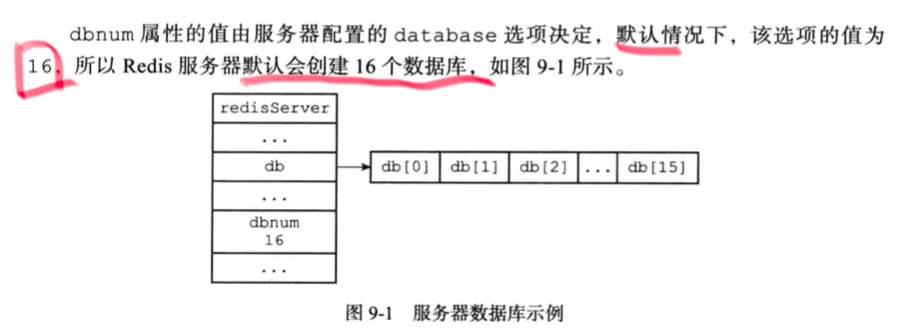 dbnum 属性的值由服务器配置的 database 选项决定，默认情况下，该选项的值为
16，所以 Redis 服务器默认会创建 16 个数据库，如图 9-1 所示。
redisServer
...
db
db[0] db[1] db[2] ... db[15]
...
dbnum
16
...
图 9-1 服务器数据库示例